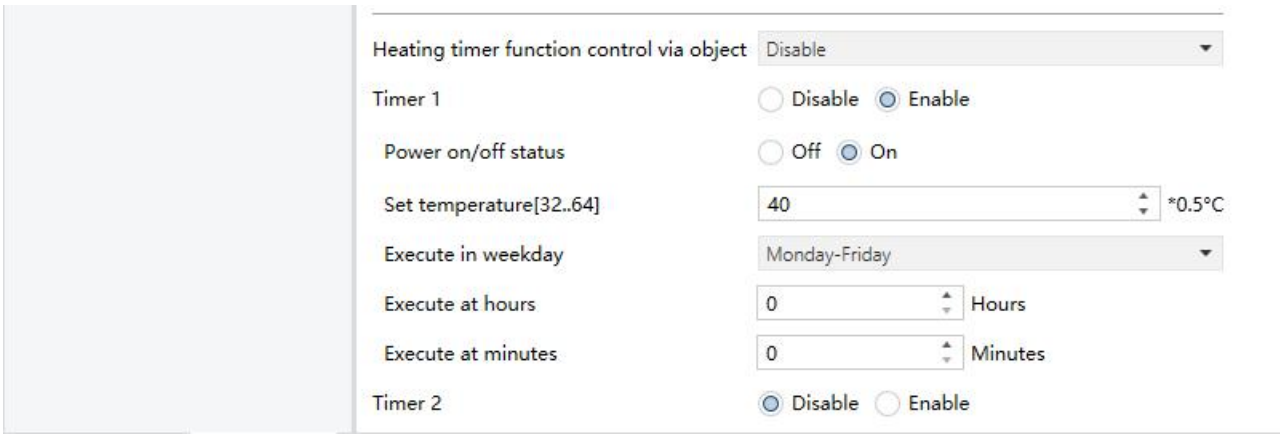 Heating timer function control via object Disable
Timer 1 Disable Enable
Power on/off status Off On
Set temperature[32..64] 40 *0.5°C
Execute in weekday Monday-Friday
Execute at hours 0 Hours
Execute at minutes 0 Minutes
Timer 2 Disable Enable